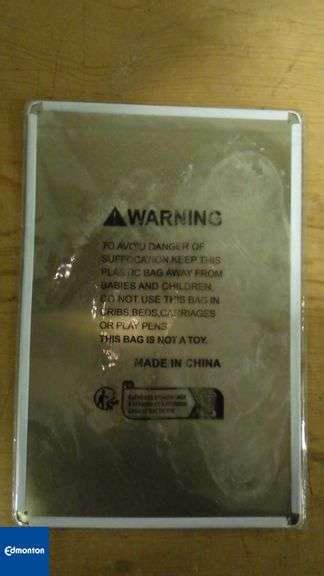 WARNING
TO AVOID DANGER OF
SUFFOCATION,KEEP THIS
PLASTIC BAG AWAY FROM
BABIES AND CHILDREN,
DO NOT USE THIS BAG IN
CRIBS,BEDS,CARRIAGES
OR PLAY PENS
THIS BAG IS NOT A TOY.
MADE IN CHINA
Edmonton